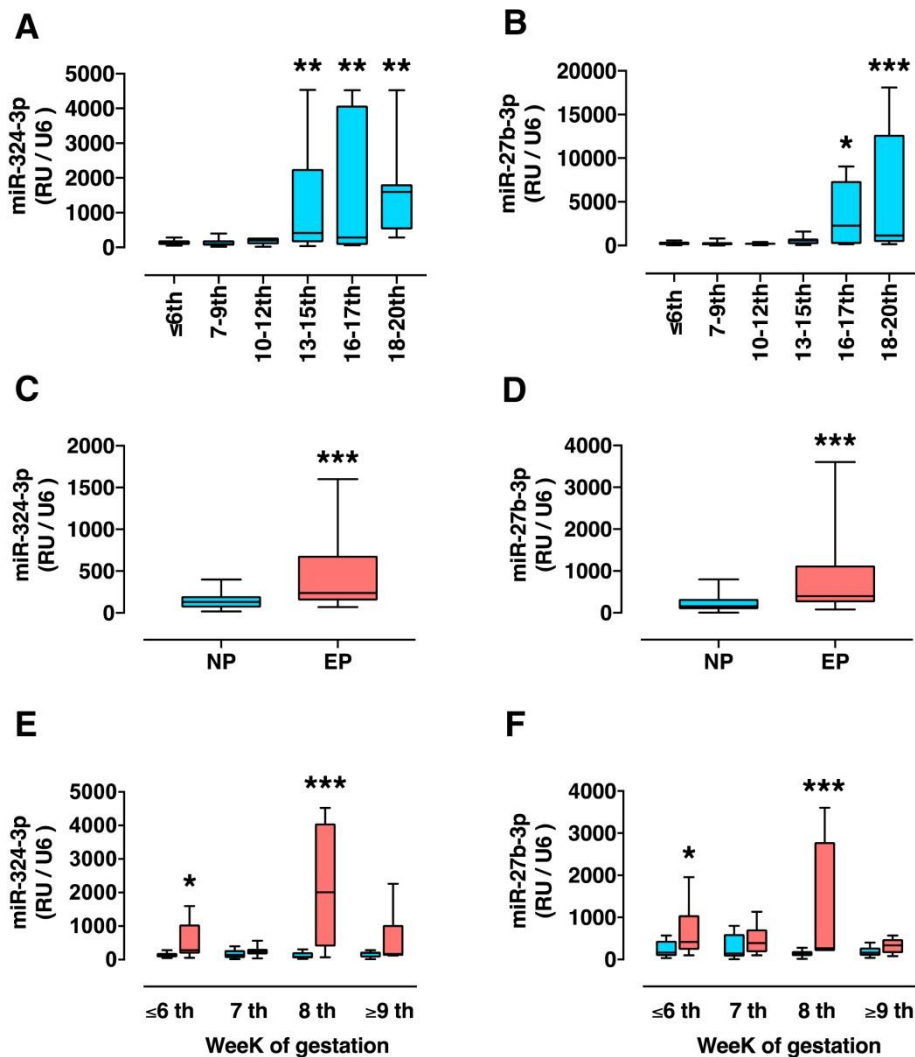 A
**
**
**
miR-324-3p
(RU / U6 )
5000
4000
3000
2000
1000
0
≤6th
7-9th
10-12th
13-15th
16-17th
18-20th
B
*
***
miR-27b-3p
(RU / U6 )
20000
15000
10000
5000
0
≤6th
7-9th
10-12th
13-15th
16-17th
18-20th
C
***
miR-324-3p
(RU / U6 )
2000
1500
1000
500
0
NP
EP
D
***
miR-27b-3p
(RU / U6 )
4000
3000
2000
1000
0
NP
EP
E
*
***
miR-324-3p
(RU / U6 )
5000
4000
3000
2000
1000
0
≤6 th
7 th
8 th
≥9 th
WeeK of gestation
F
*
***
miR-27b-3p
(RU / U6 )
4000
3000
2000
1000
0
≤6 th
7 th
8 th
≥9 th
WeeK of gestation